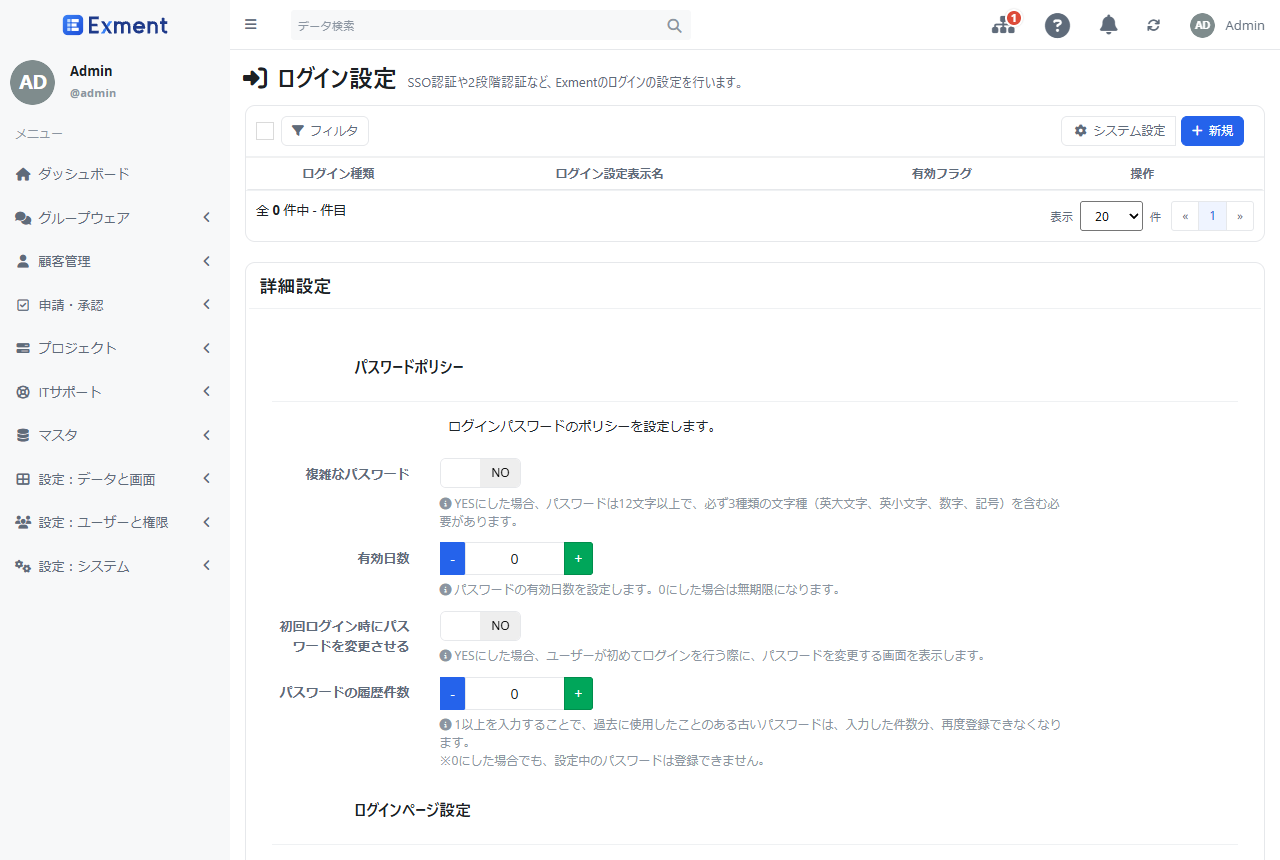 Exment
データ検索
1
?
AD Admin
AD
Admin
@admin
メニュー
ダッシュボード
グループウェア
顧客管理
申請・承認
プロジェクト
ITサポート
マスタ
設定：データと画面
設定：ユーザーと権限
設定：システム
ログイン設定 SSO認証や2段階認証など、Exmentのログインの設定を行います。
フィルタ
システム設定
+ 新規
ログイン種類 ログイン設定表示名 有効フラグ 操作
全 0 件中 - 件目
表示 20 件 « 1 »
詳細設定
パスワードポリシー
ログインパスワードのポリシーを設定します。
複雑なパスワード NO
YESにした場合、パスワードは12文字以上で、必ず3種類の文字種（英大文字、英小文字、数字、記号）を含む必
要があります。
有効日数 - 0 +
パスワードの有効日数を設定します。0にした場合は無期限になります。
初回ログイン時にパス
ワードを変更させる
NO
YESにした場合、ユーザーが初めてログインを行う際に、パスワードを変更する画面を表示します。
パスワードの履歴件数 - 0 +
1以上を入力することで、過去に使用したことのある古いパスワードは、入力した件数分、再度登録できなくなり
ます。
※0にした場合でも、設定中のパスワードは登録できません。
ログインページ設定